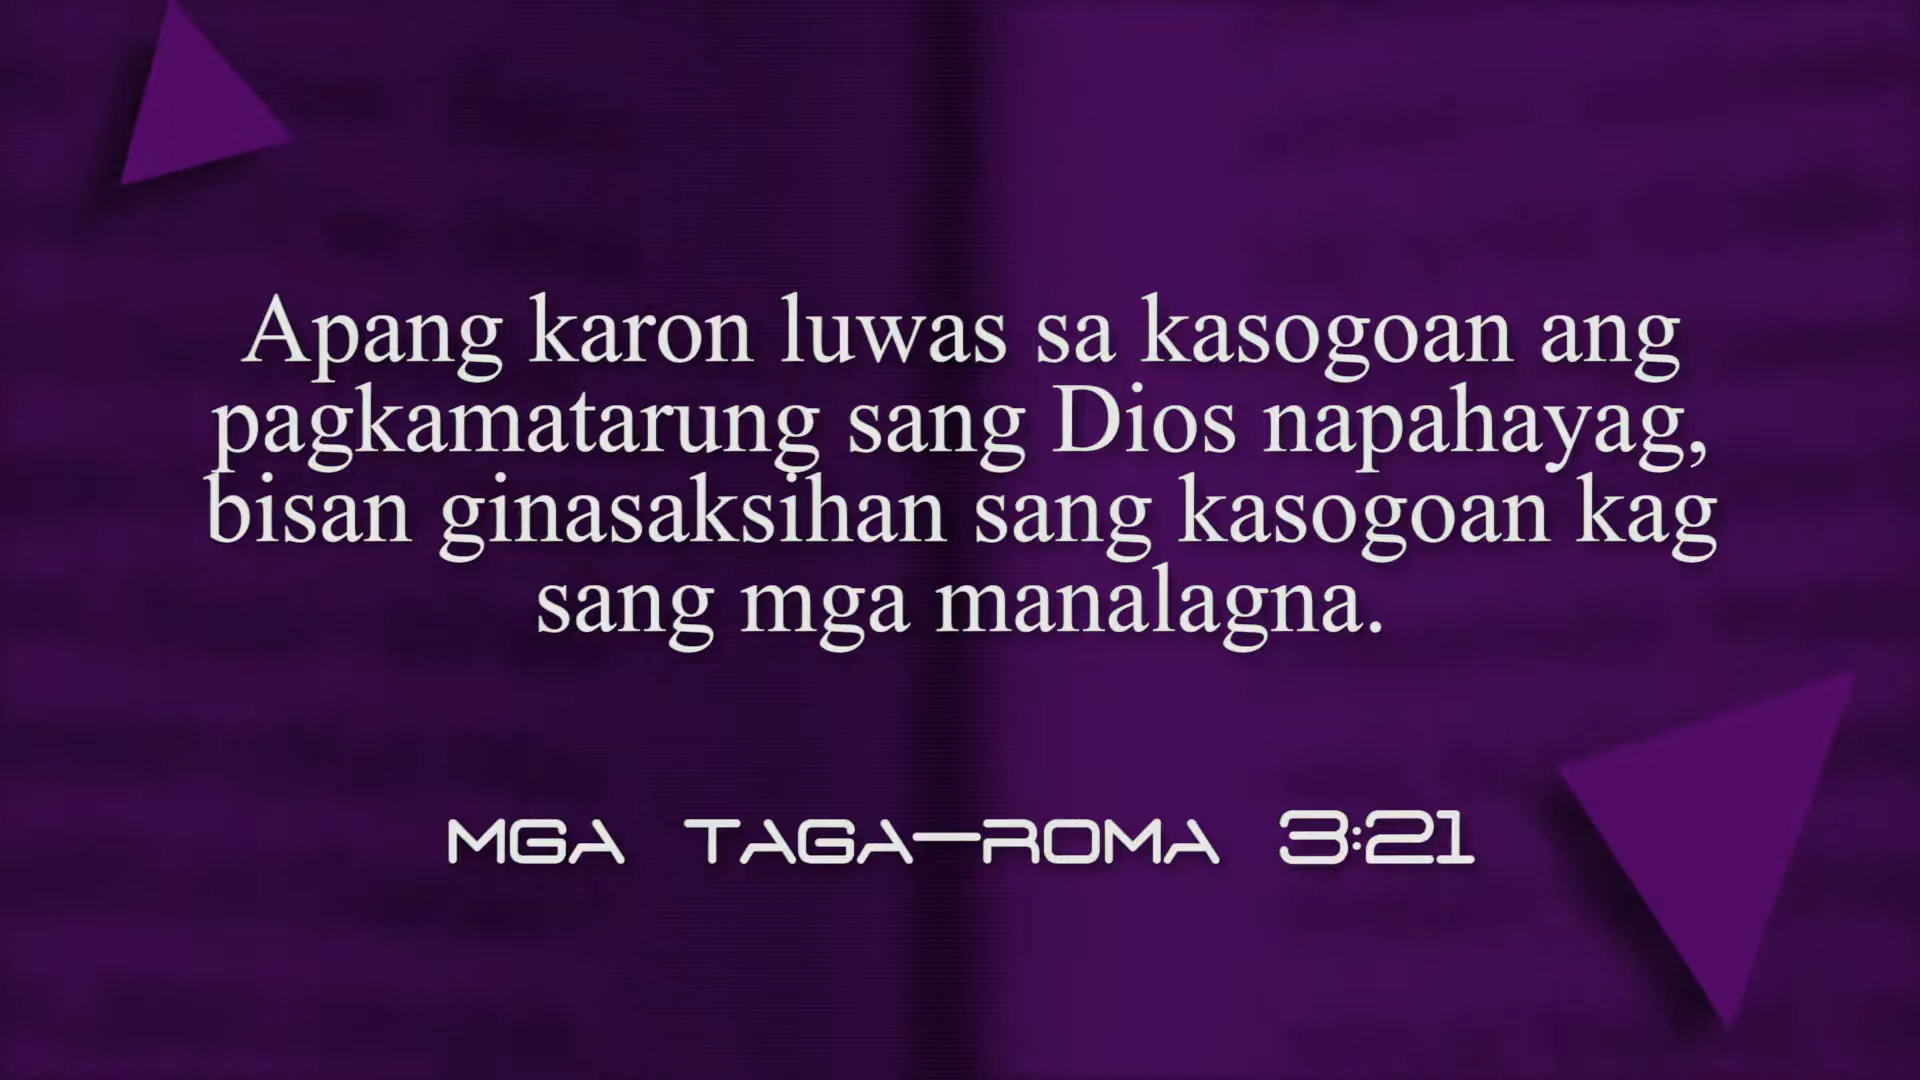 Apang karon luwas sa kasogoan ang
pagkamatarung sang Dios napahayag,
bisan ginasaksihan sang kasogoan kag
sang mga manalagna.
MGA TAGA-ROMA 3:21